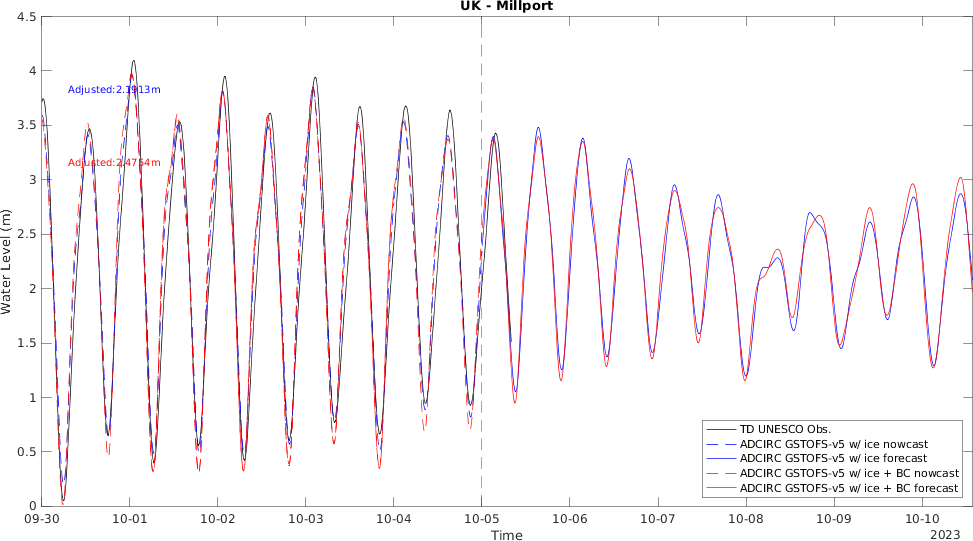 UK - Millport
4.5
4
3.5
3
2.5
2
1.5
1
0.5
0
Water Level (m)
Adjusted:2.1913m
Adjusted:2.4754m
TD UNESCO Obs.
ADCIRC GSTOFS-v5 w/ ice nowcast
ADCIRC GSTOFS-v5 w/ ice forecast
ADCIRC GSTOFS-v5 w/ ice + BC nowcast
ADCIRC GSTOFS-v5 w/ ice + BC forecast
09-30 10-01 10-02 10-03 10-04 10-05 10-06 10-07 10-08 10-09 10-10
Time
2023